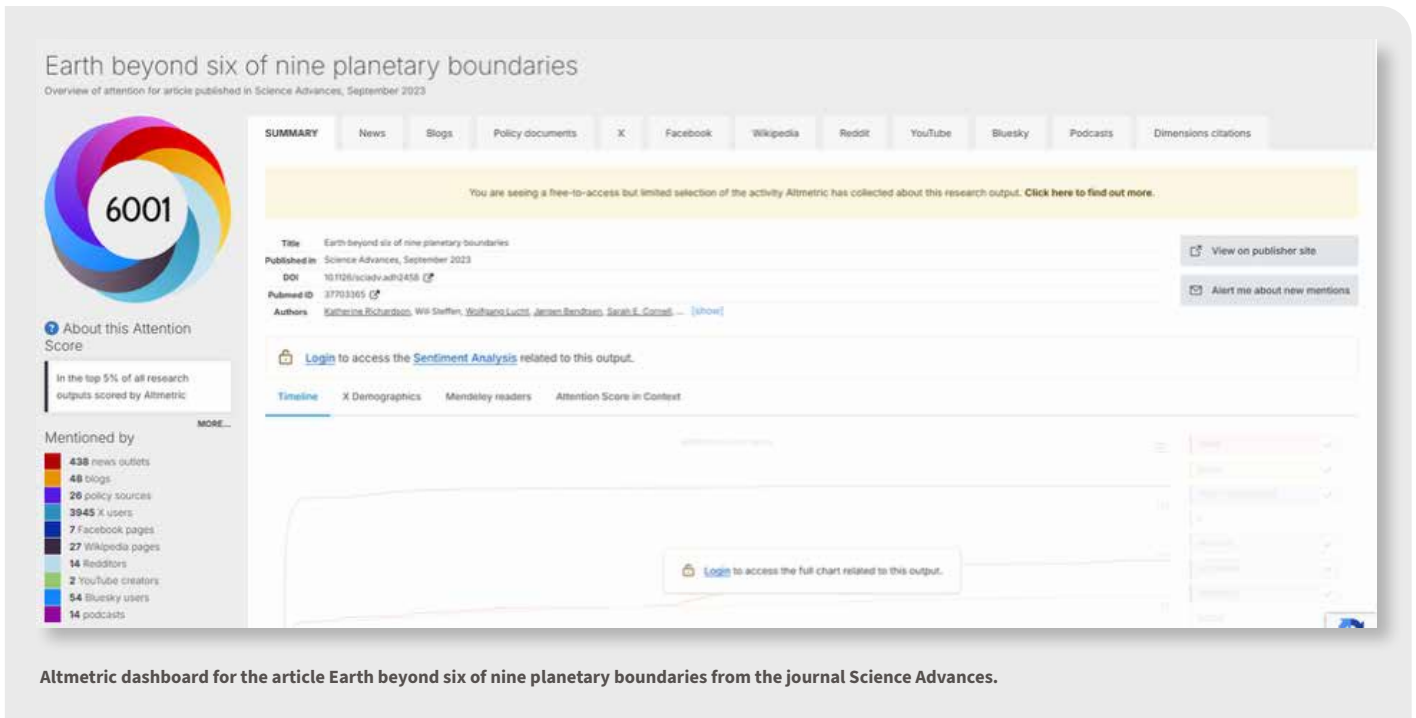 Earth beyond six of nine planetary boundaries
Overview of attention for article published in Science Advances, September 2023
6001
SUMMARY News Blogs Policy documents X Facebook Wikipedia Reddit YouTube Bluesky Podcasts Dimensions citations
You are seeing a free-to-access but limited selection of the activity Altmetric has collected about this research output. Click here to find out more.
Title Earth beyond six of nine planetary boundaries
Published in Science Advances, September 2023
DOI 10.1126/sciadv.adh2458
Pubmed ID 37703365
Authors Katherine Richardson, Will Steffen, Wolfgang Lucht, Jørgen Bendtsen, Sarah E. Cornell, ... [show]
View on publisher site
Alert me about new mentions
? About this Attention
Score
In the top 5% of all research
outputs scored by Altmetric
MORE...
Mentioned by
438 news outlets
48 blogs
26 policy sources
3945 X users
7 Facebook pages
27 Wikipedia pages
14 Redditors
2 YouTube creators
54 Bluesky users
14 podcasts
Login to access the Sentiment Analysis related to this output.
Timeline X Demographics Mendeley readers Attention Score in Context
Login to access the full chart related to this output.
Altmetric dashboard for the article Earth beyond six of nine planetary boundaries from the journal Science Advances.